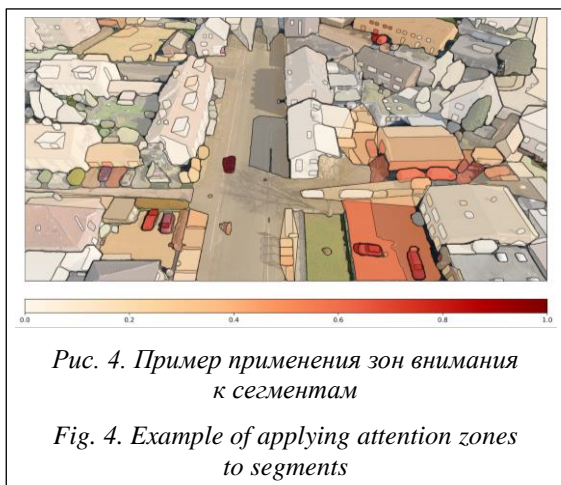 0.0 0.2 0.4 0.6 0.8 1.0
Рис. 4. Пример применения зон внимания
к сегментам
Fig. 4. Example of applying attention zones
to segments